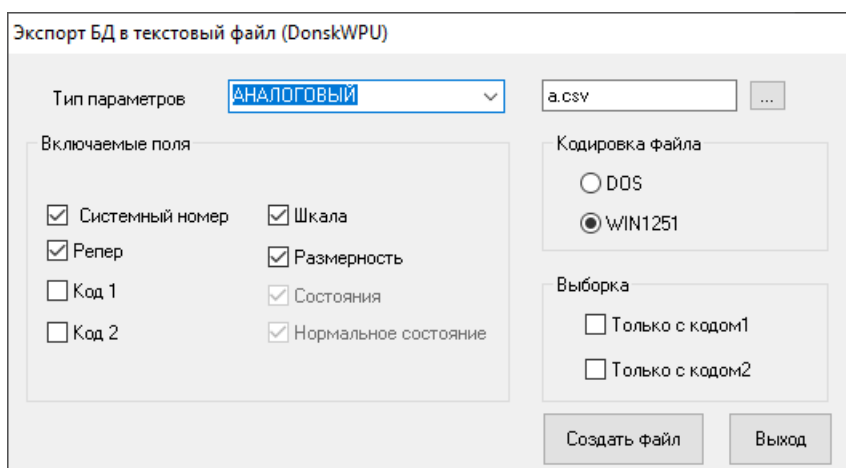 Экспорт БД в текстовый файл (DonskWPU)
Тип параметров АНАЛОГОВЫЙ a.csv ...
Включаемые поля Кодировка файла
DOS
Системный номер Шкала WIN1251
Репер Размерность
Код 1 Состояния Выборка
Код 2 Нормальное состояние Только с кодом1
Только с кодом2
Создать файл Выход